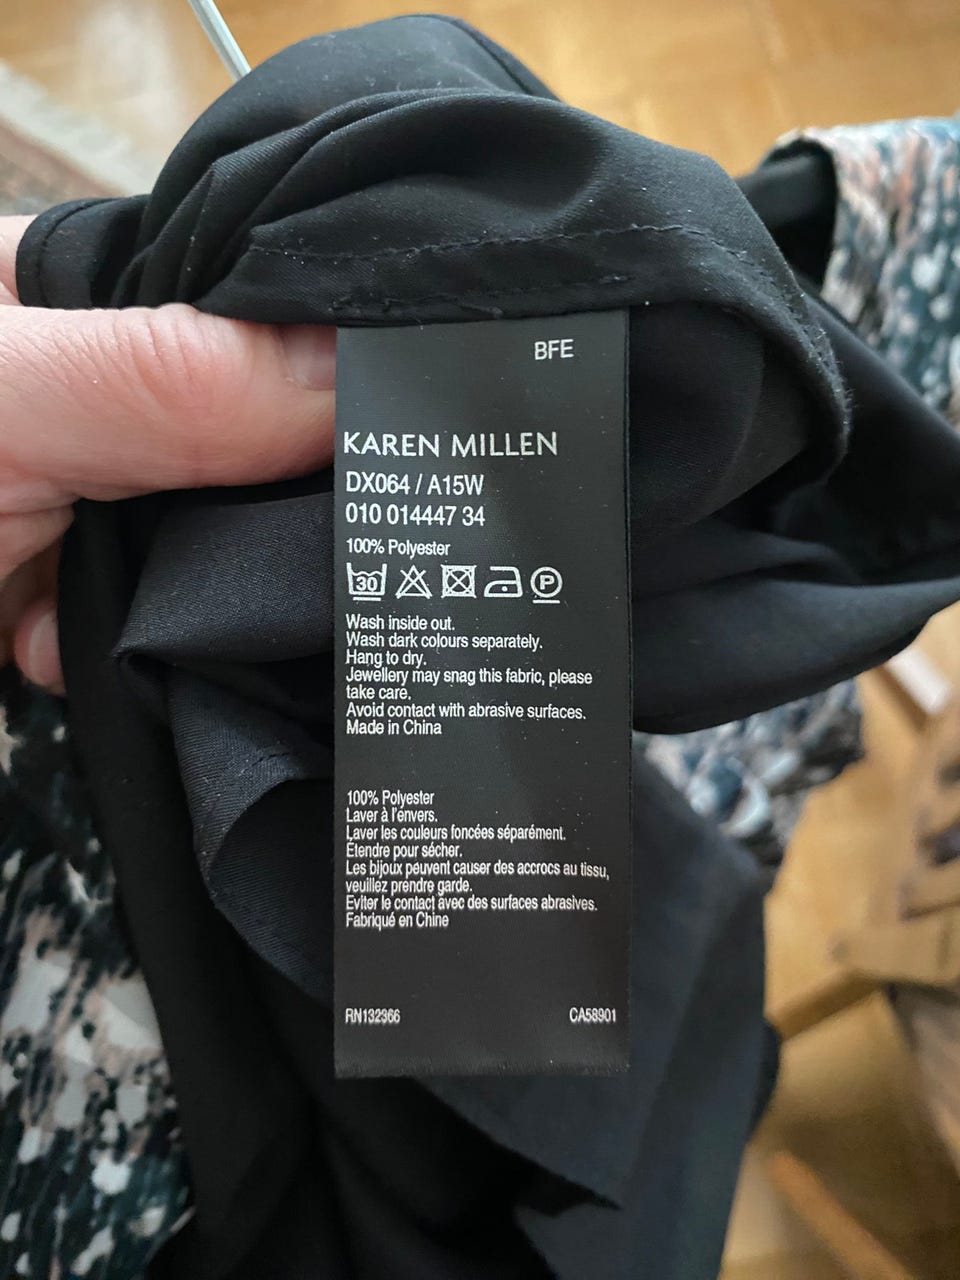 BFE
KAREN MILLEN
DX064 / A15W
010 014447 34
100% Polyester
30 P
Wash inside out.
Wash dark colours separately.
Hang to dry.
Jewellery may snag this fabric, please
take care.
Avoid contact with abrasive surfaces.
Made in China
100% Polyester
Laver à l'envers.
Laver les couleurs foncées séparément.
Étendre pour sécher.
Les bijoux peuvent causer des accrocs au tissu,
veuillez prendre garde.
Eviter le contact avec des surfaces abrasives.
Fabriqué en Chine
RN132966 CA58901